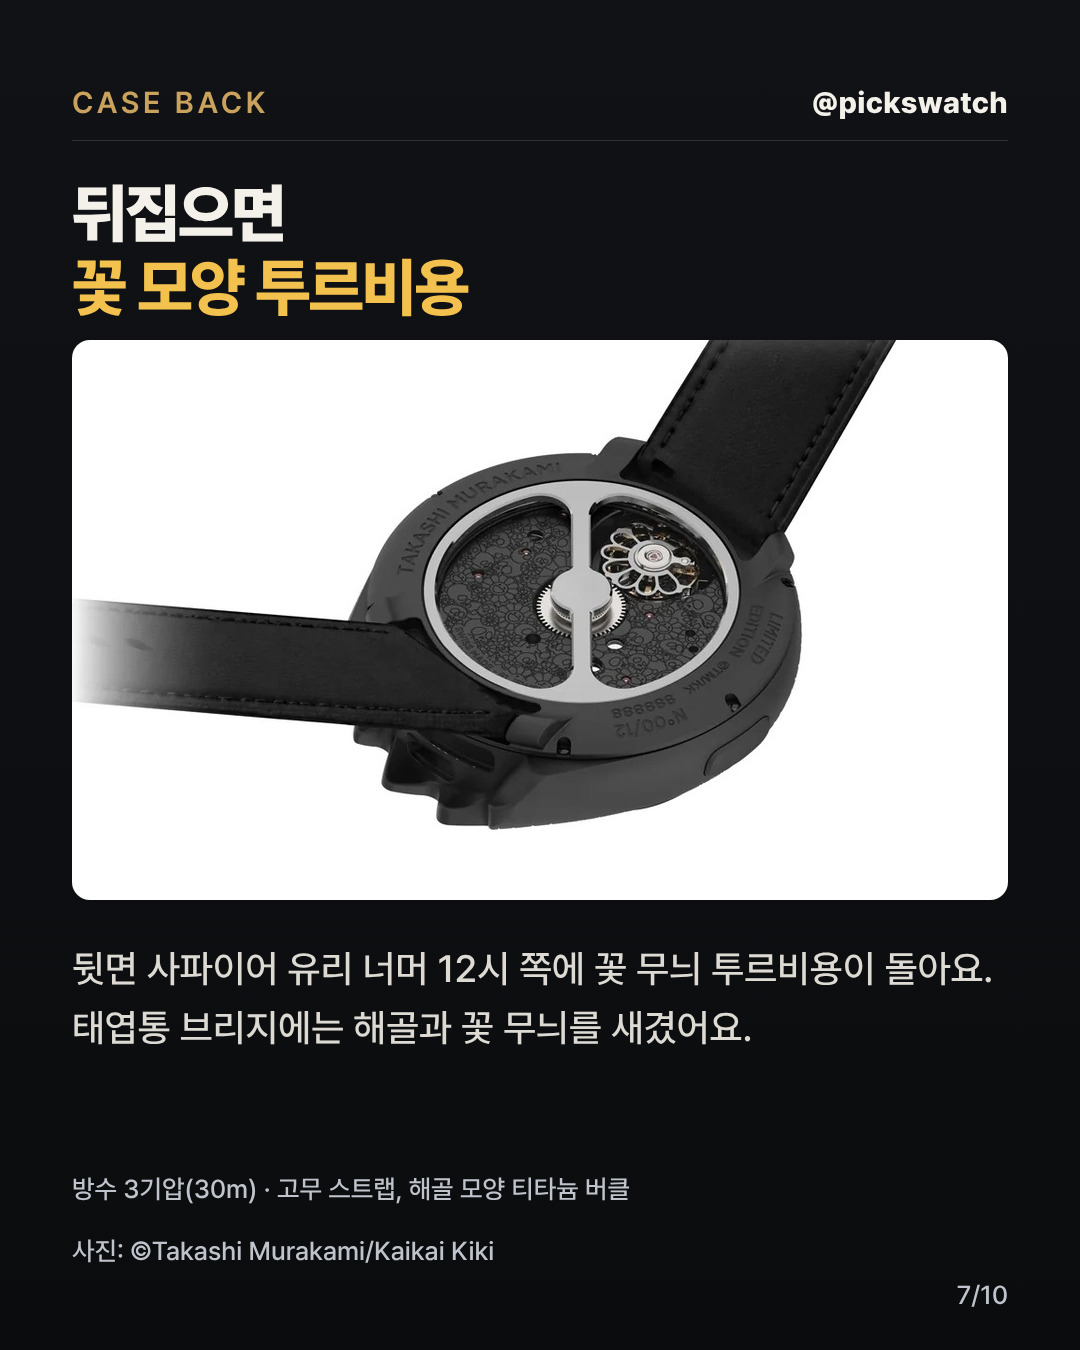 CASE BACK
@pickswatch
뒤집으면
꽃 모양 투르비용
TAKASHI MURAKAMI
LIMITED
EDITION ©TM/KK
888888
N°00/12
뒷면 사파이어 유리 너머 12시 쪽에 꽃 무늬 투르비용이 돌아요.
태엽통 브리지에는 해골과 꽃 무늬를 새겼어요.
방수 3기압(30m) · 고무 스트랩, 해골 모양 티타늄 버클
사진: ©Takashi Murakami/Kaikai Kiki
7/10